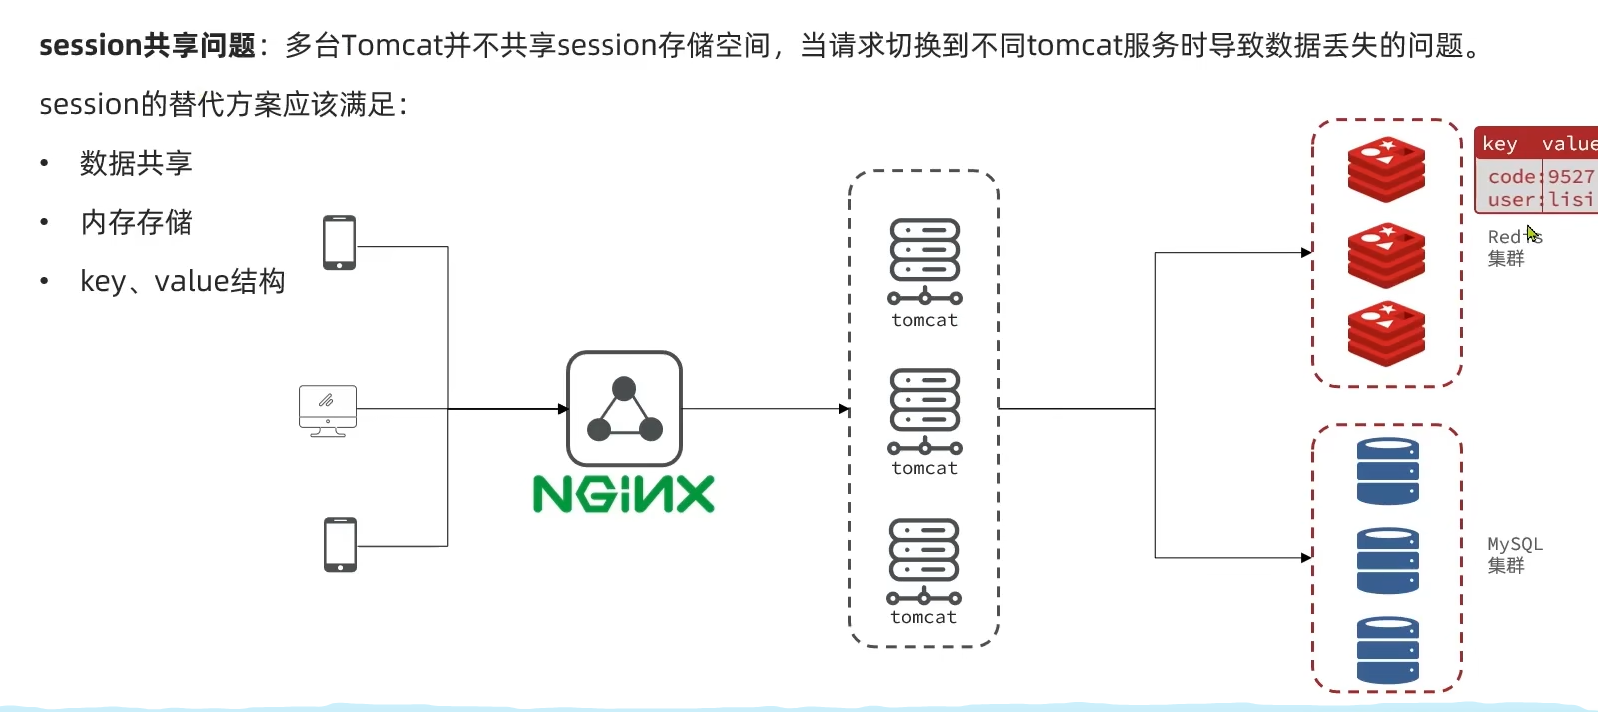 session共享问题：多台Tomcat并不共享session存储空间，当请求切换到不同tomcat服务时导致数据丢失的问题。
session的替代方案应该满足：
• 数据共享
• 内存存储
• key、value结构
NGiNX
tomcat
tomcat
tomcat
key value
code:9527
user:lisi
Redis
集群
MySQL
集群